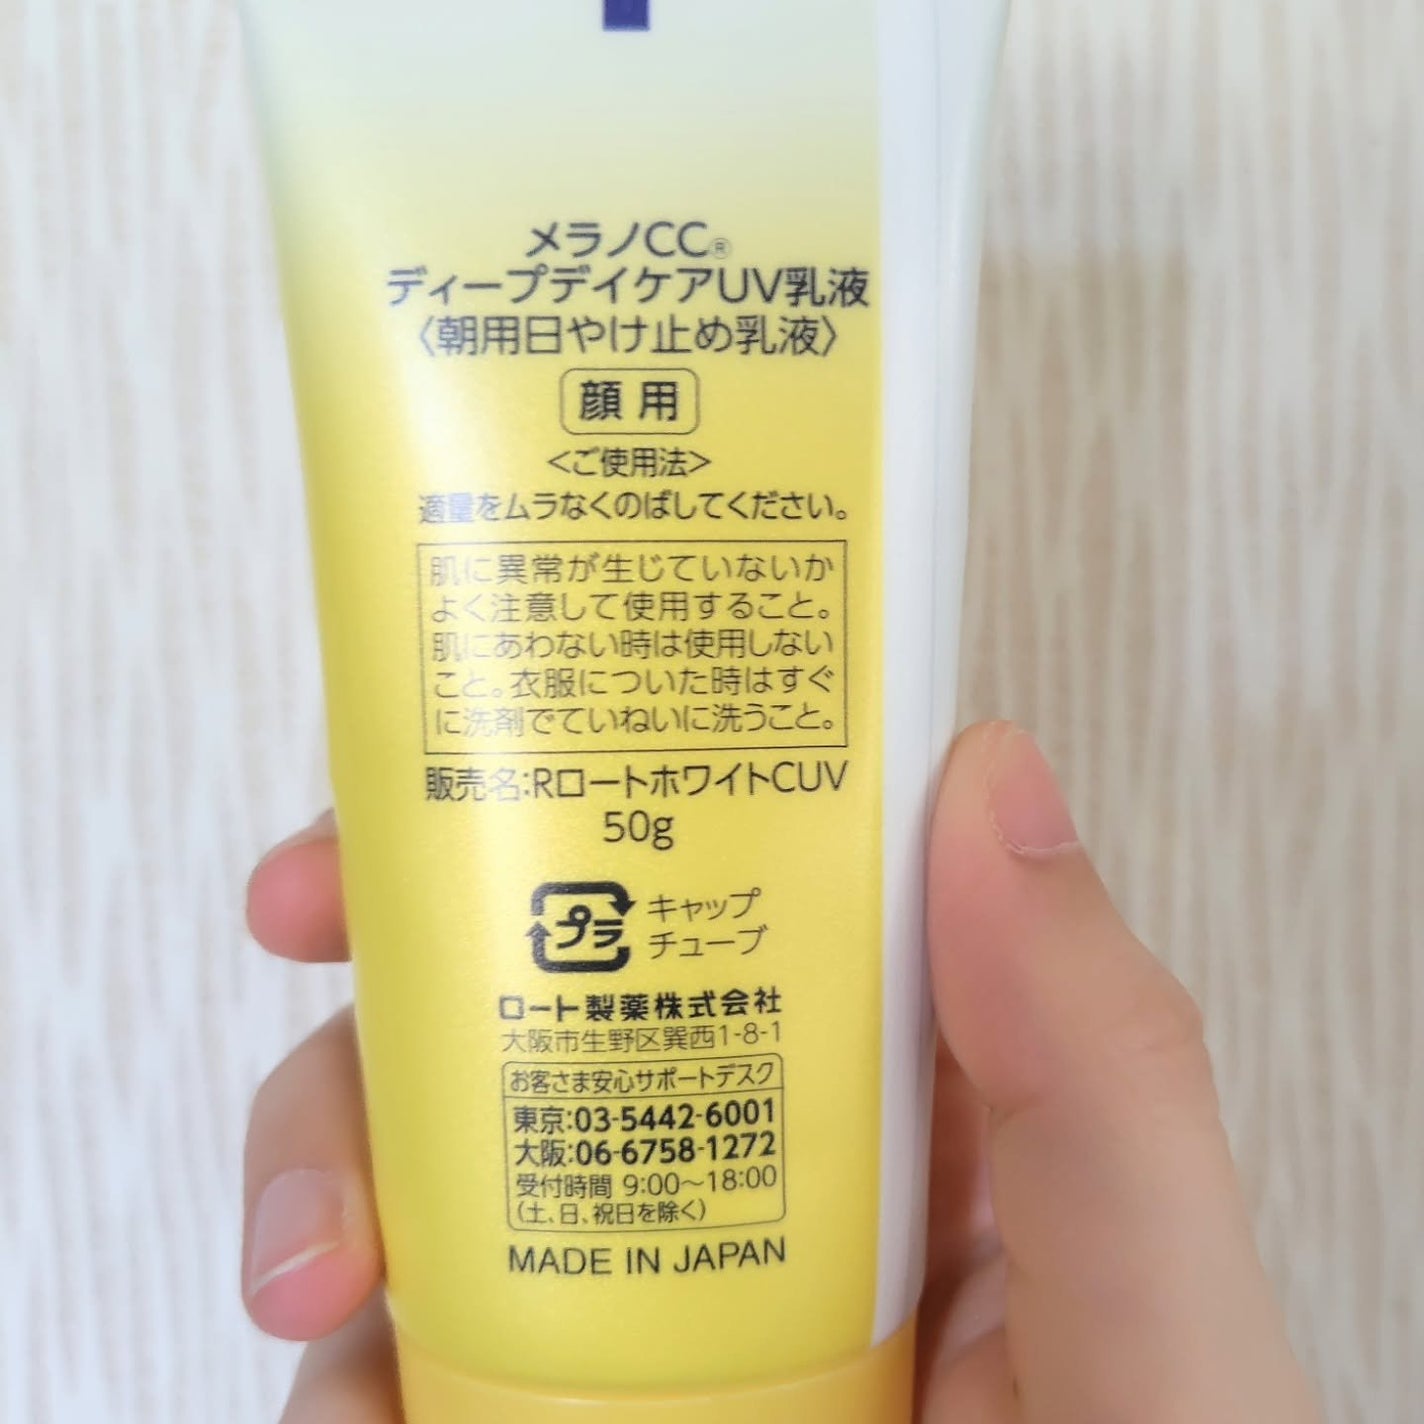 メラノCC®
ディープデイケアUV乳液
〈朝用日やけ止め乳液〉
顔用
<ご使用法>
適量をムラなくのばしてください。
肌に異常が生じていないか
よく注意して使用すること。
肌にあわない時は使用しない
こと。衣服についた時はすぐ
に洗剤でていねいに洗うこと。
販売名:RロートホワイトCUV
50g
プラ
キャップ
チューブ
ロート製薬株式会社
大阪市生野区巽西1-8-1
お客さま安心サポートデスク
東京:03-5442-6001
大阪:06-6758-1272
受付時間 9:00～18:00
(土、日、祝日を除く)
MADE IN JAPAN